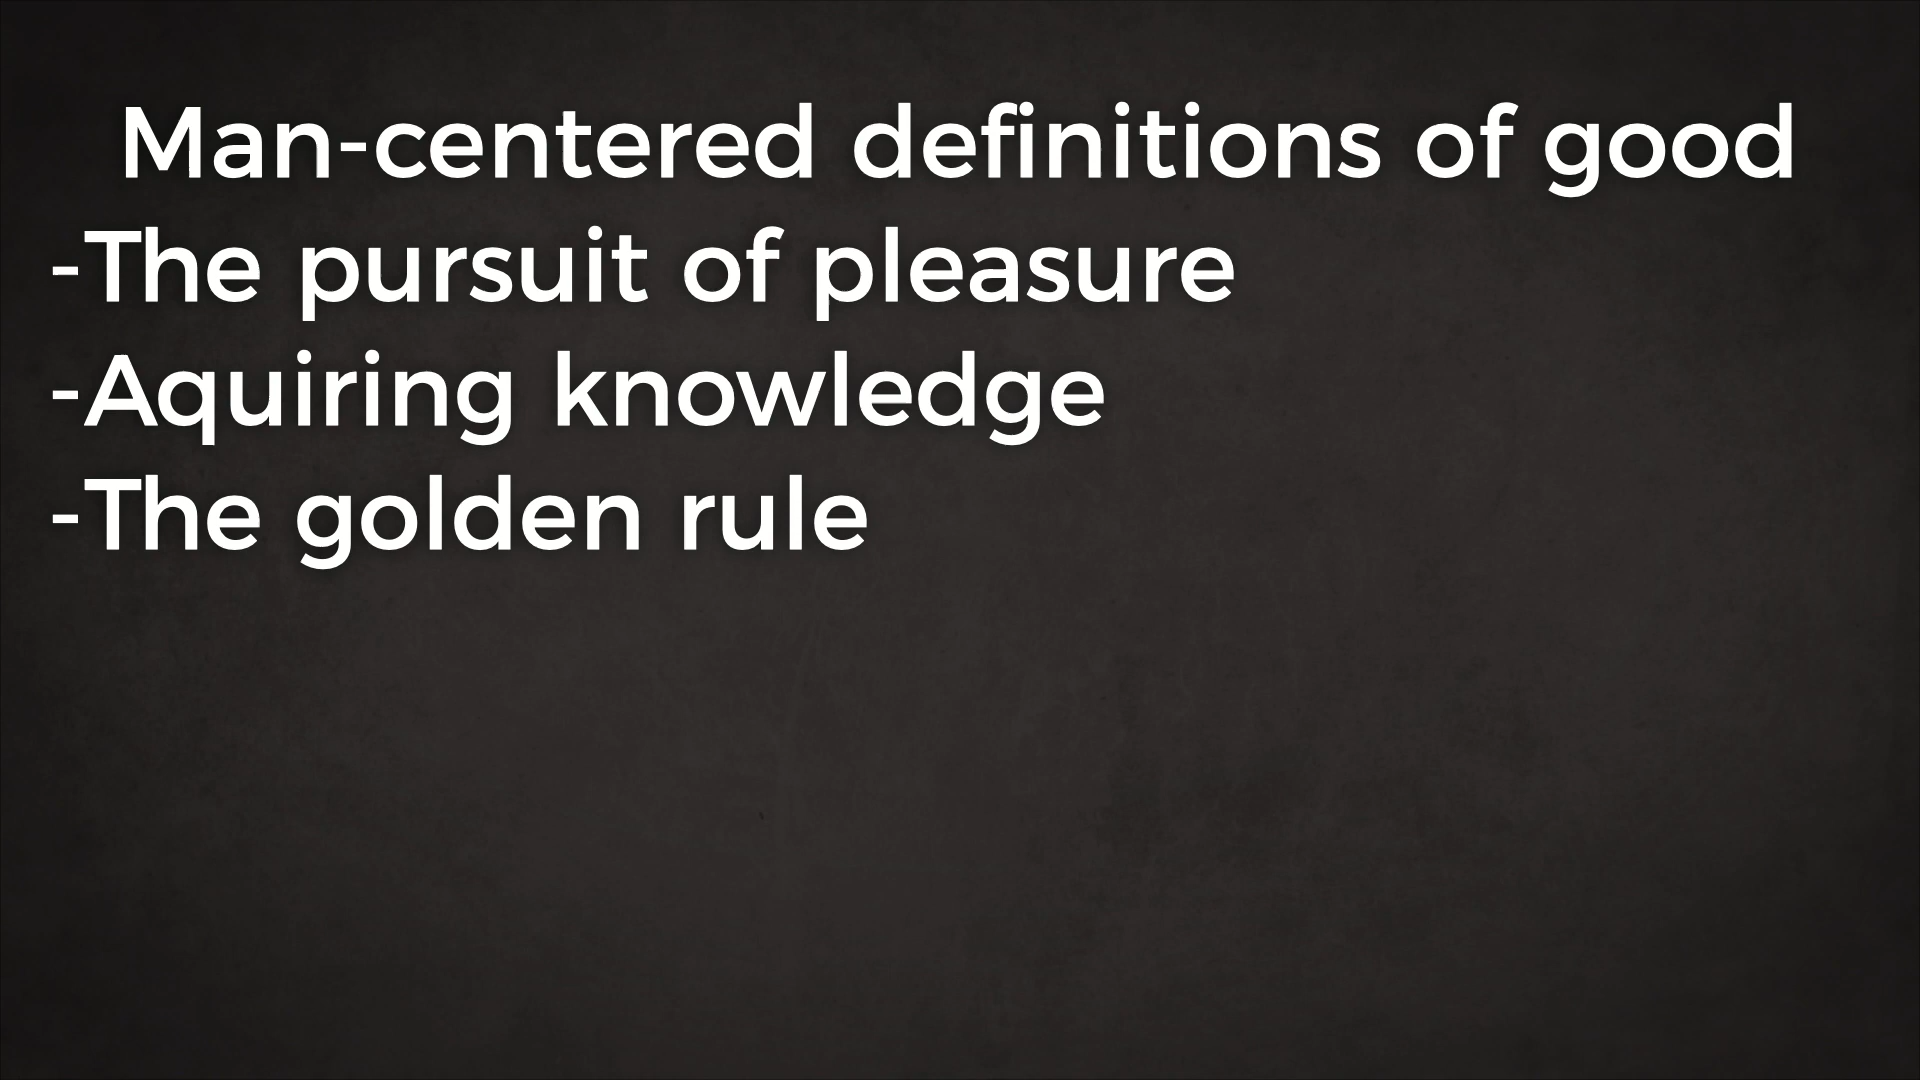 Man-centered definitions of good
-The pursuit of pleasure
-Aquiring knowledge
-The golden rule